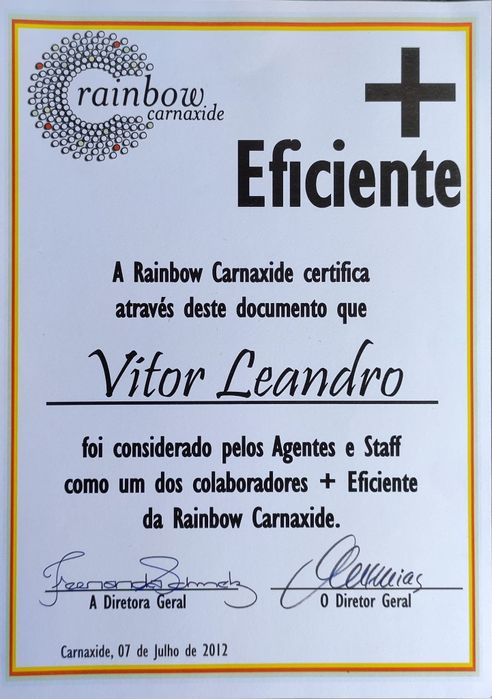 rainbow
carnaxide
+
Eficiente
A Rainbow Carnaxide certifica
através deste documento que
Vitor Leandro
foi considerado pelos Agentes e Staff
como um dos colaboradores + Eficiente
da Rainbow Carnaxide.
A Diretora Geral
O Diretor Geral
Carnaxide, 07 de Julho de 2012